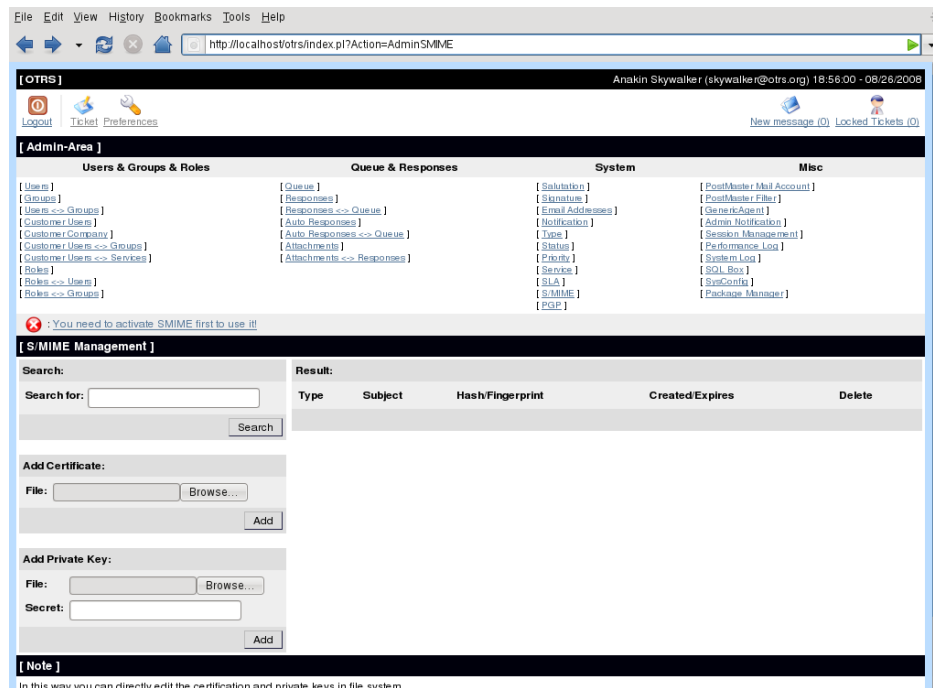 File Edit View History Bookmarks Tools Help
http://localhost/otrs/index.pl?Action=AdminSMIME
[ OTRS ] Anakin Skywalker (skywalker@otrs.org) 18:56:00 - 08/26/2008
Logout Ticket Preferences New message (0) Locked Tickets (0)
[ Admin-Area ]
Users & Groups & Roles Queue & Responses System Misc
[ Users ] [ Queue ] [ Salutation ] [ PostMaster Mail Account ]
[ Groups ] [ Responses ] [ Signature ] [ PostMaster Filter ]
[ Users <-> Groups ] [ Responses <-> Queue ] [ Email Addresses ] [ GenericAgent ]
[ Customer Users ] [ Auto Responses ] [ Notification ] [ Admin Notification ]
[ Customer Company ] [ Auto Responses <-> Queue ] [ Type ] [ Session Management ]
[ Customer Users <-> Groups ] [ Attachments ] [ Status ] [ Performance Log ]
[ Customer Users <-> Services ] [ Attachments <-> Responses ] [ Priority ] [ System Log ]
[ Roles ] [ Service ] [ SQL Box ]
[ Roles <-> Users ] [ SLA ] [ SysConfig ]
[ Roles <-> Groups ] [ S/MIME ] [ Package Manager ]
[ PGP ]
: You need to activate SMIME first to use it!
[ S/MIME Management ]
Search: Result:
Search for: Type Subject Hash/Fingerprint Created/Expires Delete
Search
Add Certificate:
File: Browse...
Add
Add Private Key:
File: Browse...
Secret:
Add
[ Note ]
In this way you can directly edit the certification and private keys in file system.